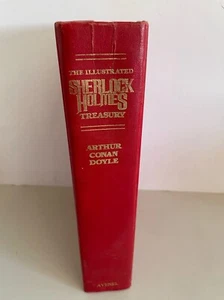 THE ILLUSTRATED
SHERLOCK
HOLMES
TREASURY
ARTHUR
CONAN
DOYLE